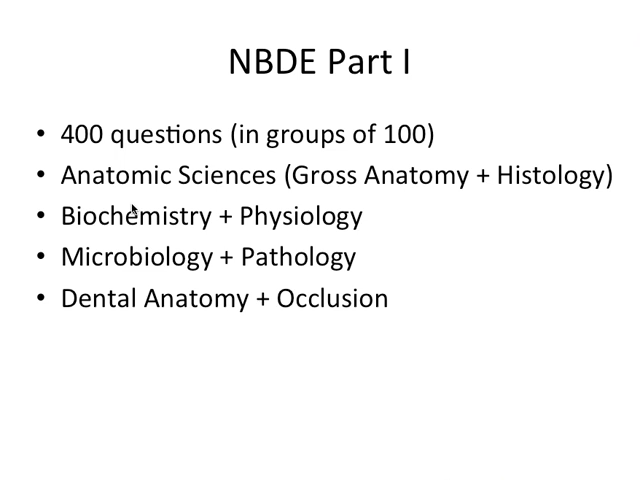 NBDE Part I
• 400 questions (in groups of 100)
• Anatomic Sciences (Gross Anatomy + Histology)
• Biochemistry + Physiology
• Microbiology + Pathology
• Dental Anatomy + Occlusion